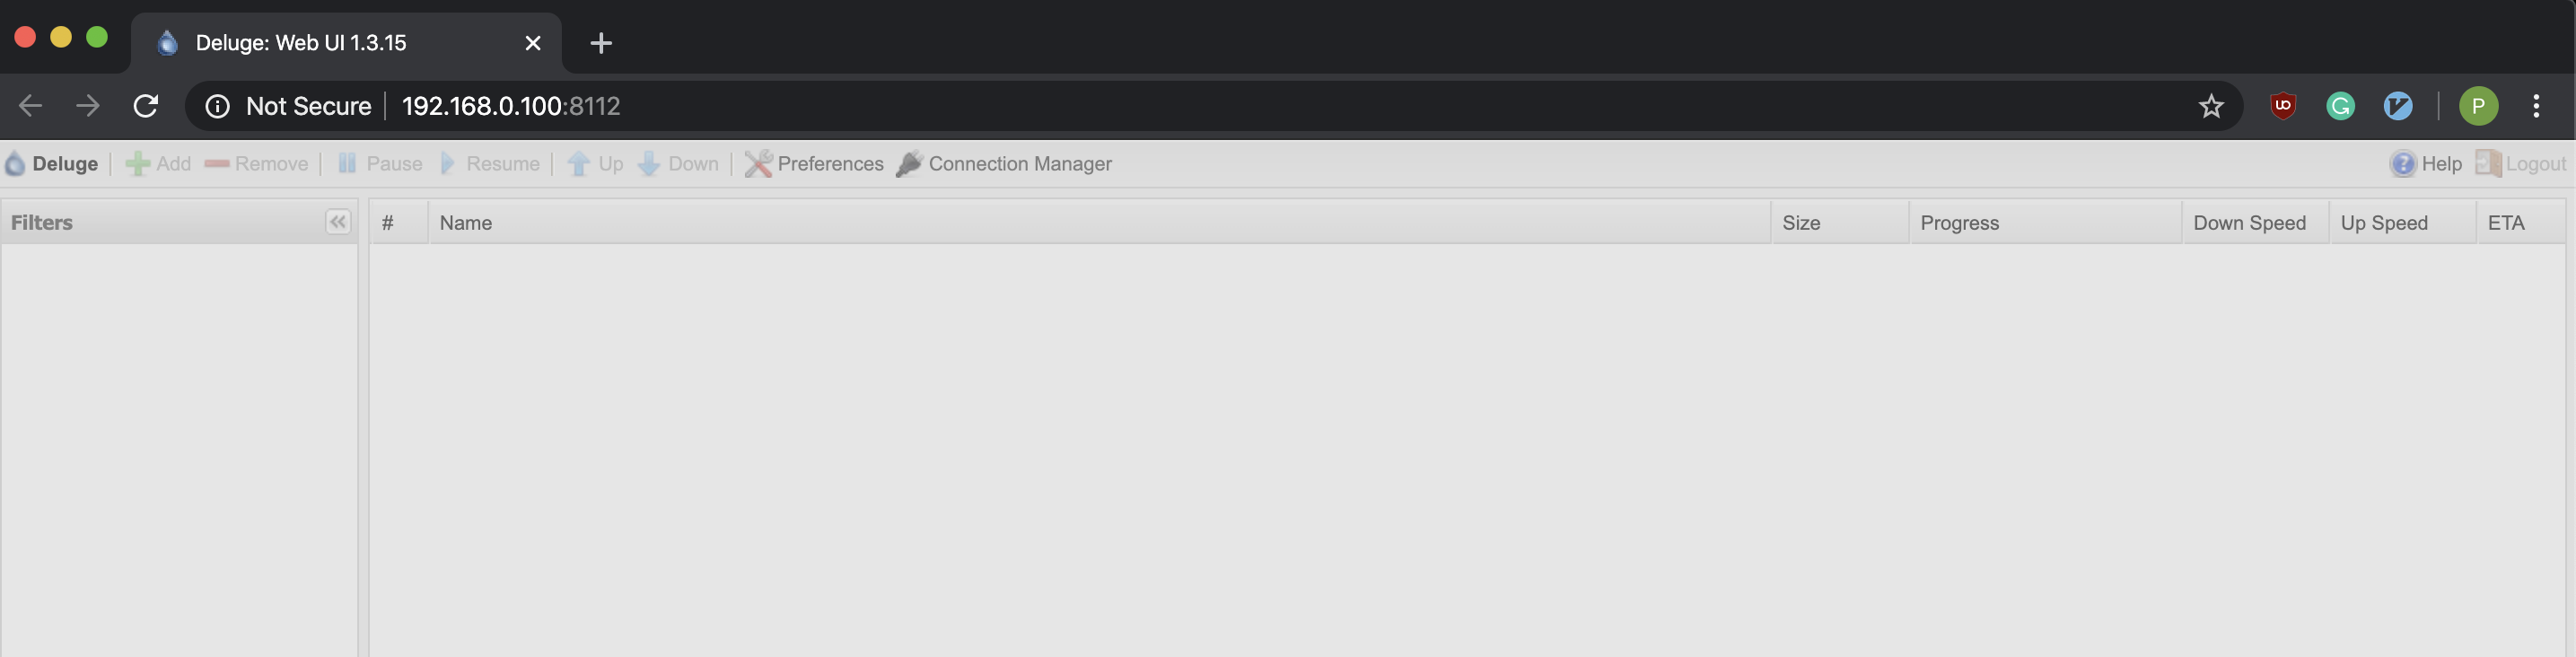 Deluge: Web UI 1.3.15
Not Secure 192.168.0.100:8112
P
Deluge Add Remove Pause Resume Up Down Preferences Connection Manager Help Logout
Filters
# Name Size Progress Down Speed Up Speed ETA